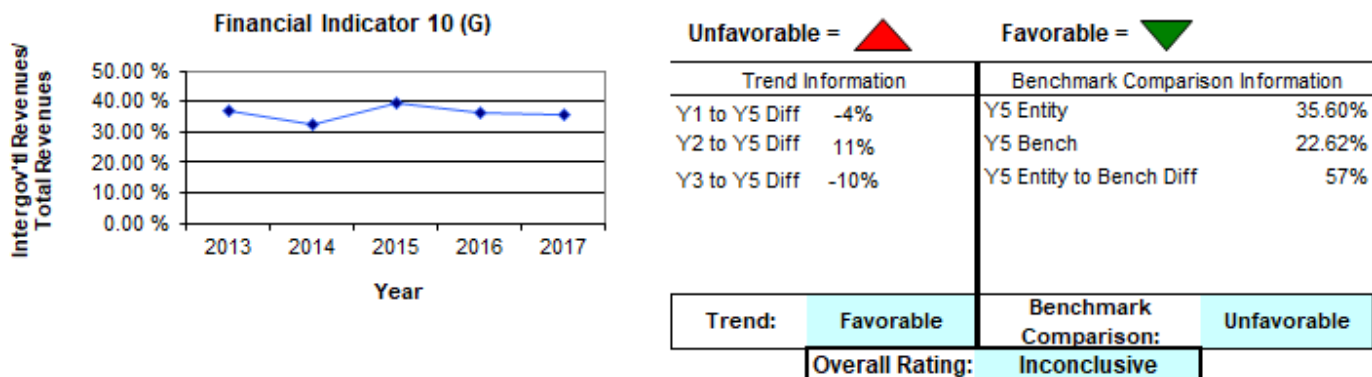 Financial Indicator 10 (G)
Intergov'tl Revenues/
Total Revenues
50.00 %
40.00 %
30.00 %
20.00 %
10.00 %
0.00 %
2013 2014 2015 2016 2017
Year
Unfavorable = Favorable =
Trend Information Benchmark Comparison Information
Y1 to Y5 Diff -4% Y5 Entity 35.60%
Y2 to Y5 Diff 11% Y5 Bench 22.62%
Y3 to Y5 Diff -10% Y5 Entity to Bench Diff 57%
Trend: Favorable Benchmark Comparison: Unfavorable
Overall Rating: Inconclusive